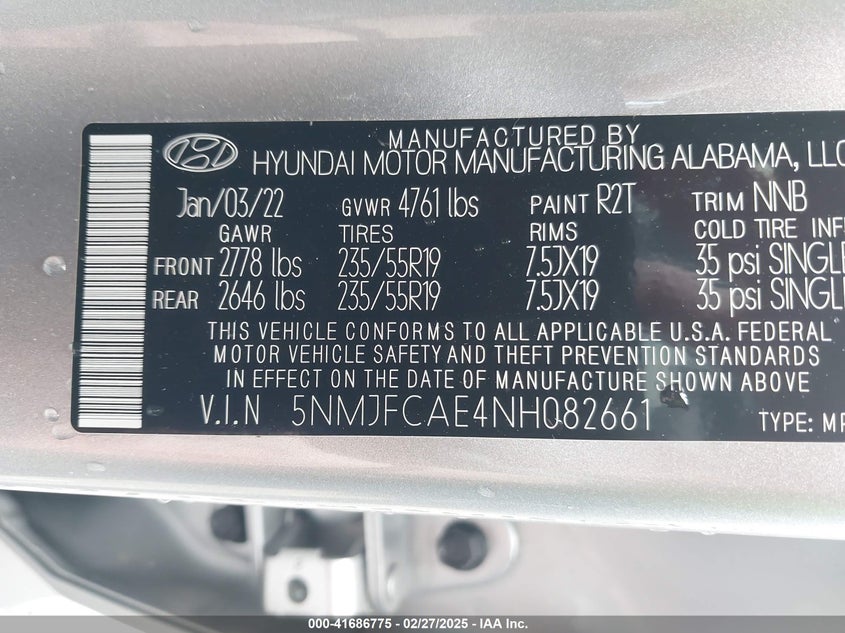 MANUFACTURED BY
HYUNDAI MOTOR MANUFACTURING ALABAMA, LLC
Jan/03/22 GVWR 4761 lbs PAINT R2T TRIM NNB
GAWR TIRES RIMS COLD TIRE INF
FRONT 2778 lbs 235/55R19 7.5JX19 35 psi SINGLE
REAR 2646 lbs 235/55R19 7.5JX19 35 psi SINGLE
THIS VEHICLE CONFORMS TO ALL APPLICABLE U.S.A. FEDERAL
MOTOR VEHICLE SAFETY AND THEFT PREVENTION STANDARDS
IN EFFECT ON THE DATE OF MANUFACTURE SHOWN ABOVE
V.I.N 5NMJFCAE4NH082661 TYPE: MP
000-41686775 - 02/27/2025 - IAA Inc.